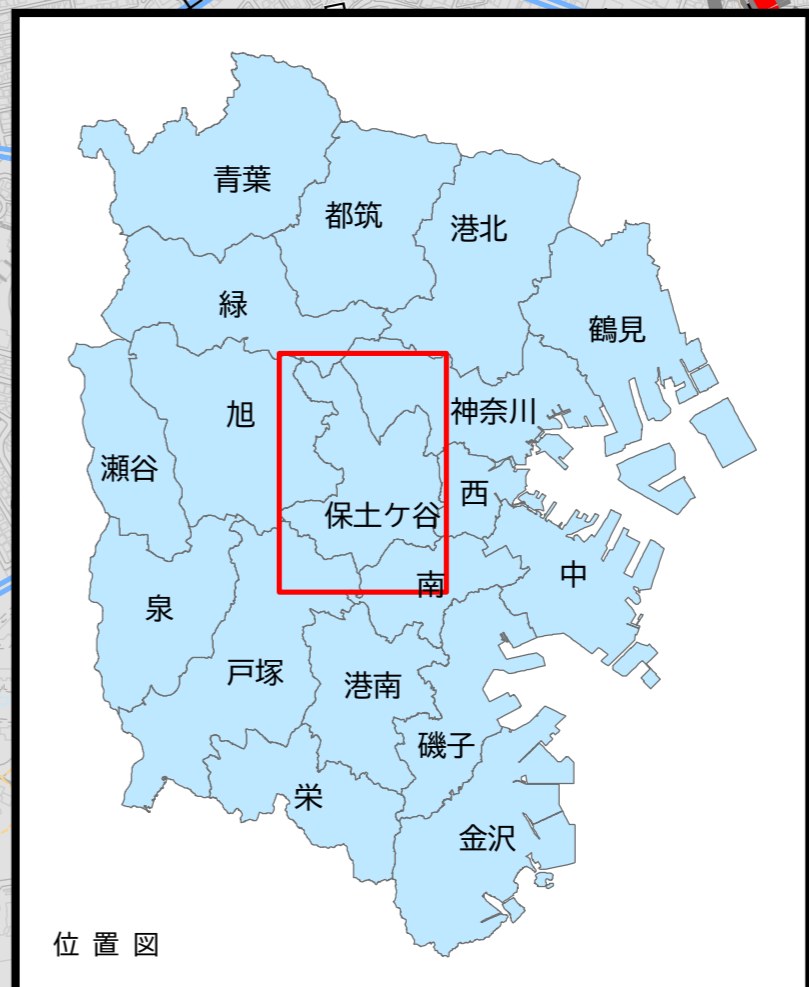 青葉
都筑
港北
緑
鶴見
旭
神奈川
瀬谷
西
保土ケ谷
中
南
泉
戸塚
港南
磯子
栄
金沢
位置図